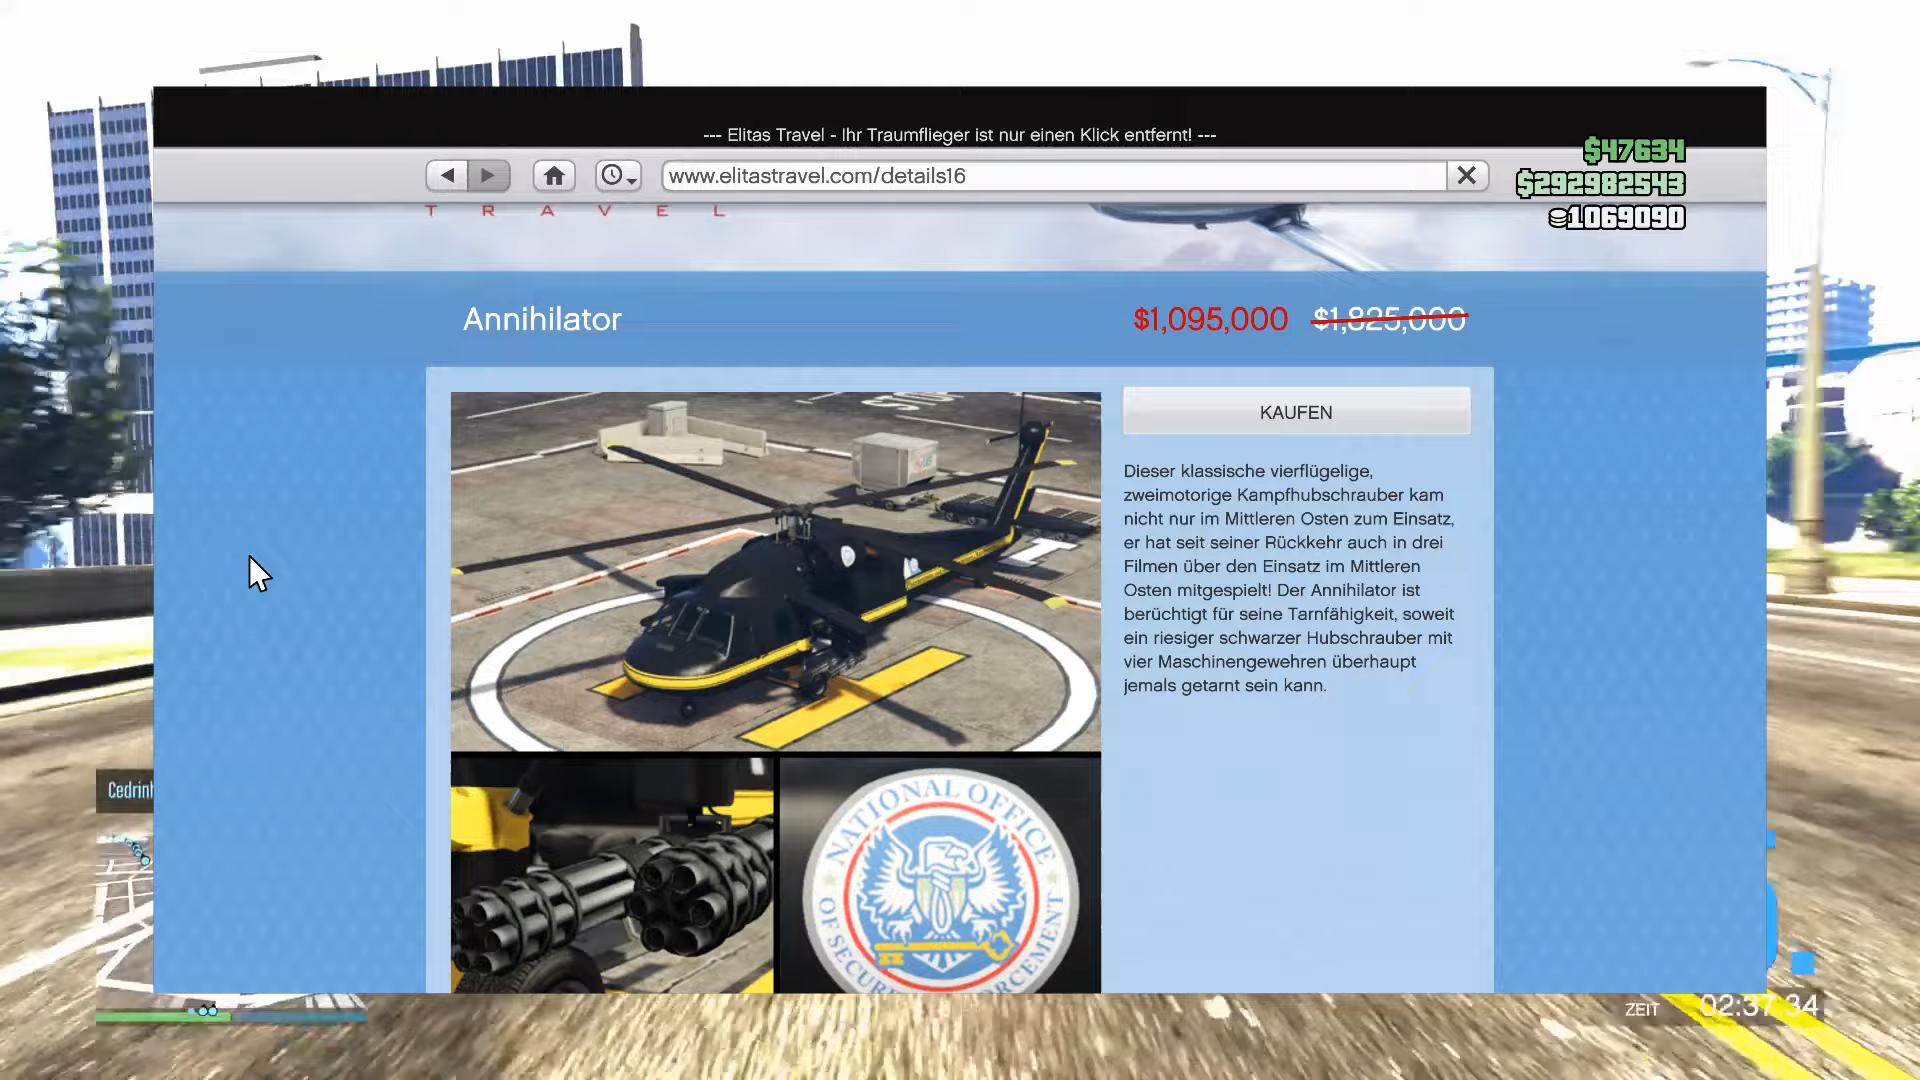 --- Elitas Travel - Ihr Traumflieger ist nur einen Klick entfernt! ---
www.elitastravel.com/details16
$47634
$292982543
1069090
T R A V E L
Annihilator
$1,095,000 $1,825,000
KAUFEN
Dieser klassische vierflügelige,
zweimotorige Kampfhubschrauber kam
nicht nur im Mittleren Osten zum Einsatz,
er hat seit seiner Rückkehr auch in drei
Filmen über den Einsatz im Mittleren
Osten mitgespielt! Der Annihilator ist
berüchtigt für seine Tarnfähigkeit, soweit
ein riesiger schwarzer Hubschrauber mit
vier Maschinengewehren überhaupt
jemals getarnt sein kann.
NATIONAL OFFICE
OF
Cedrin
ZEIT 02:37.34